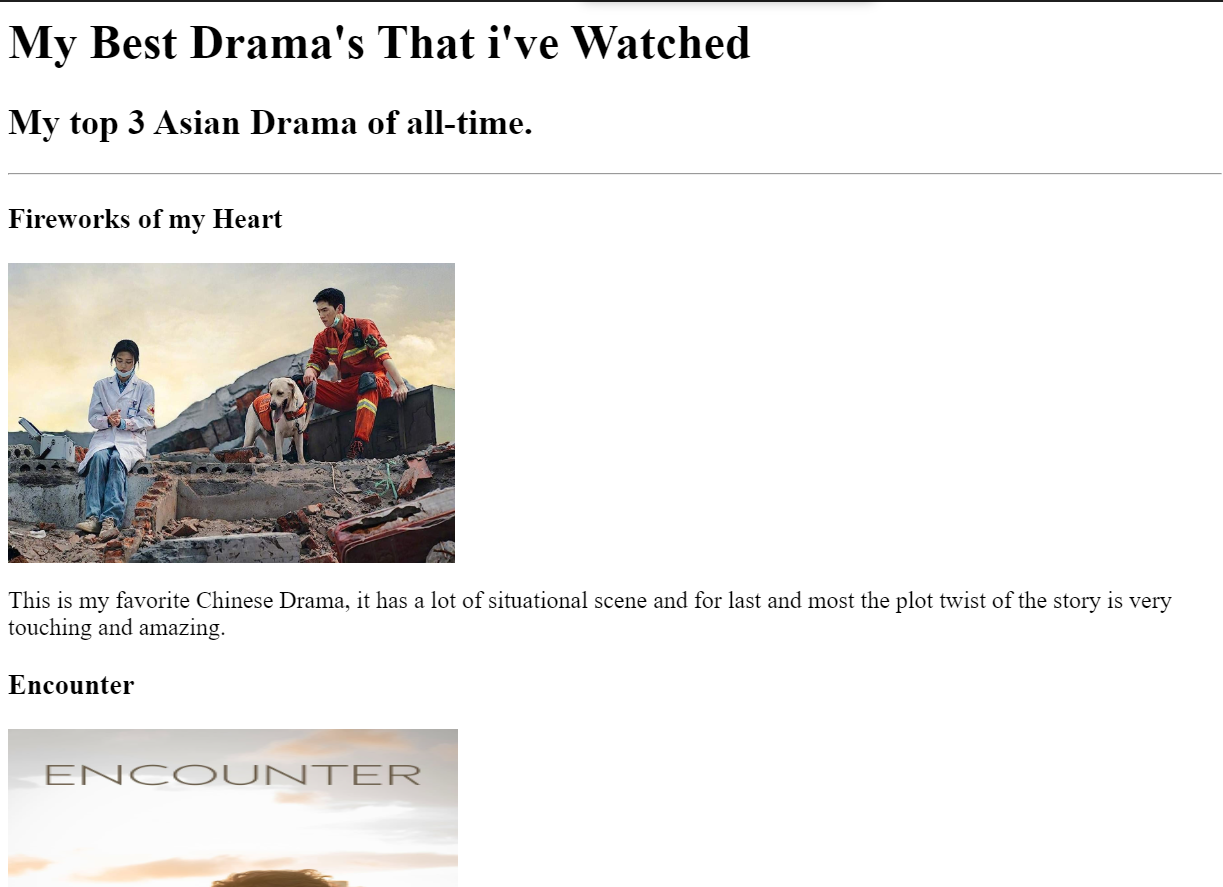 My Best Drama's That i've Watched
My top 3 Asian Drama of all-time.
Fireworks of my Heart
This is my favorite Chinese Drama, it has a lot of situational scene and for last and most the plot twist of the story is very
touching and amazing.
Encounter
ENCOUNTER